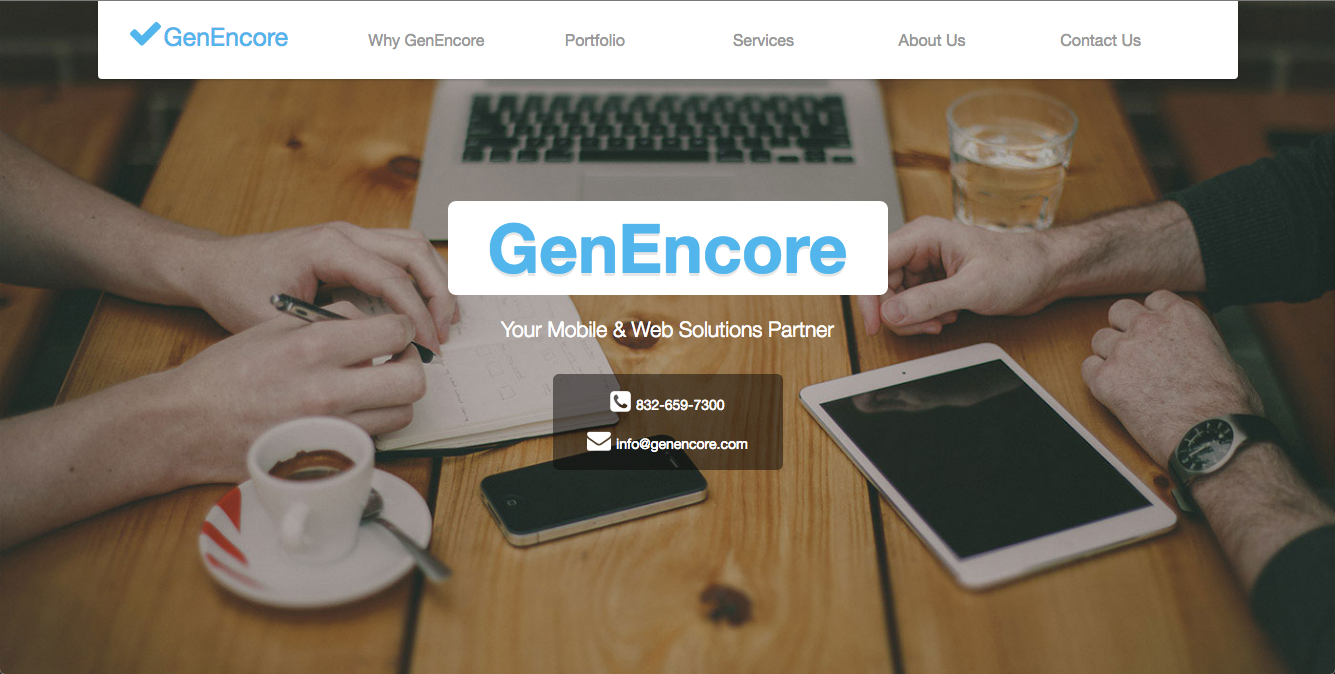 GenEncore
Why GenEncore
Portfolio
Services
About Us
Contact Us
GenEncore
Your Mobile & Web Solutions Partner
832-659-7300
info@genencore.com